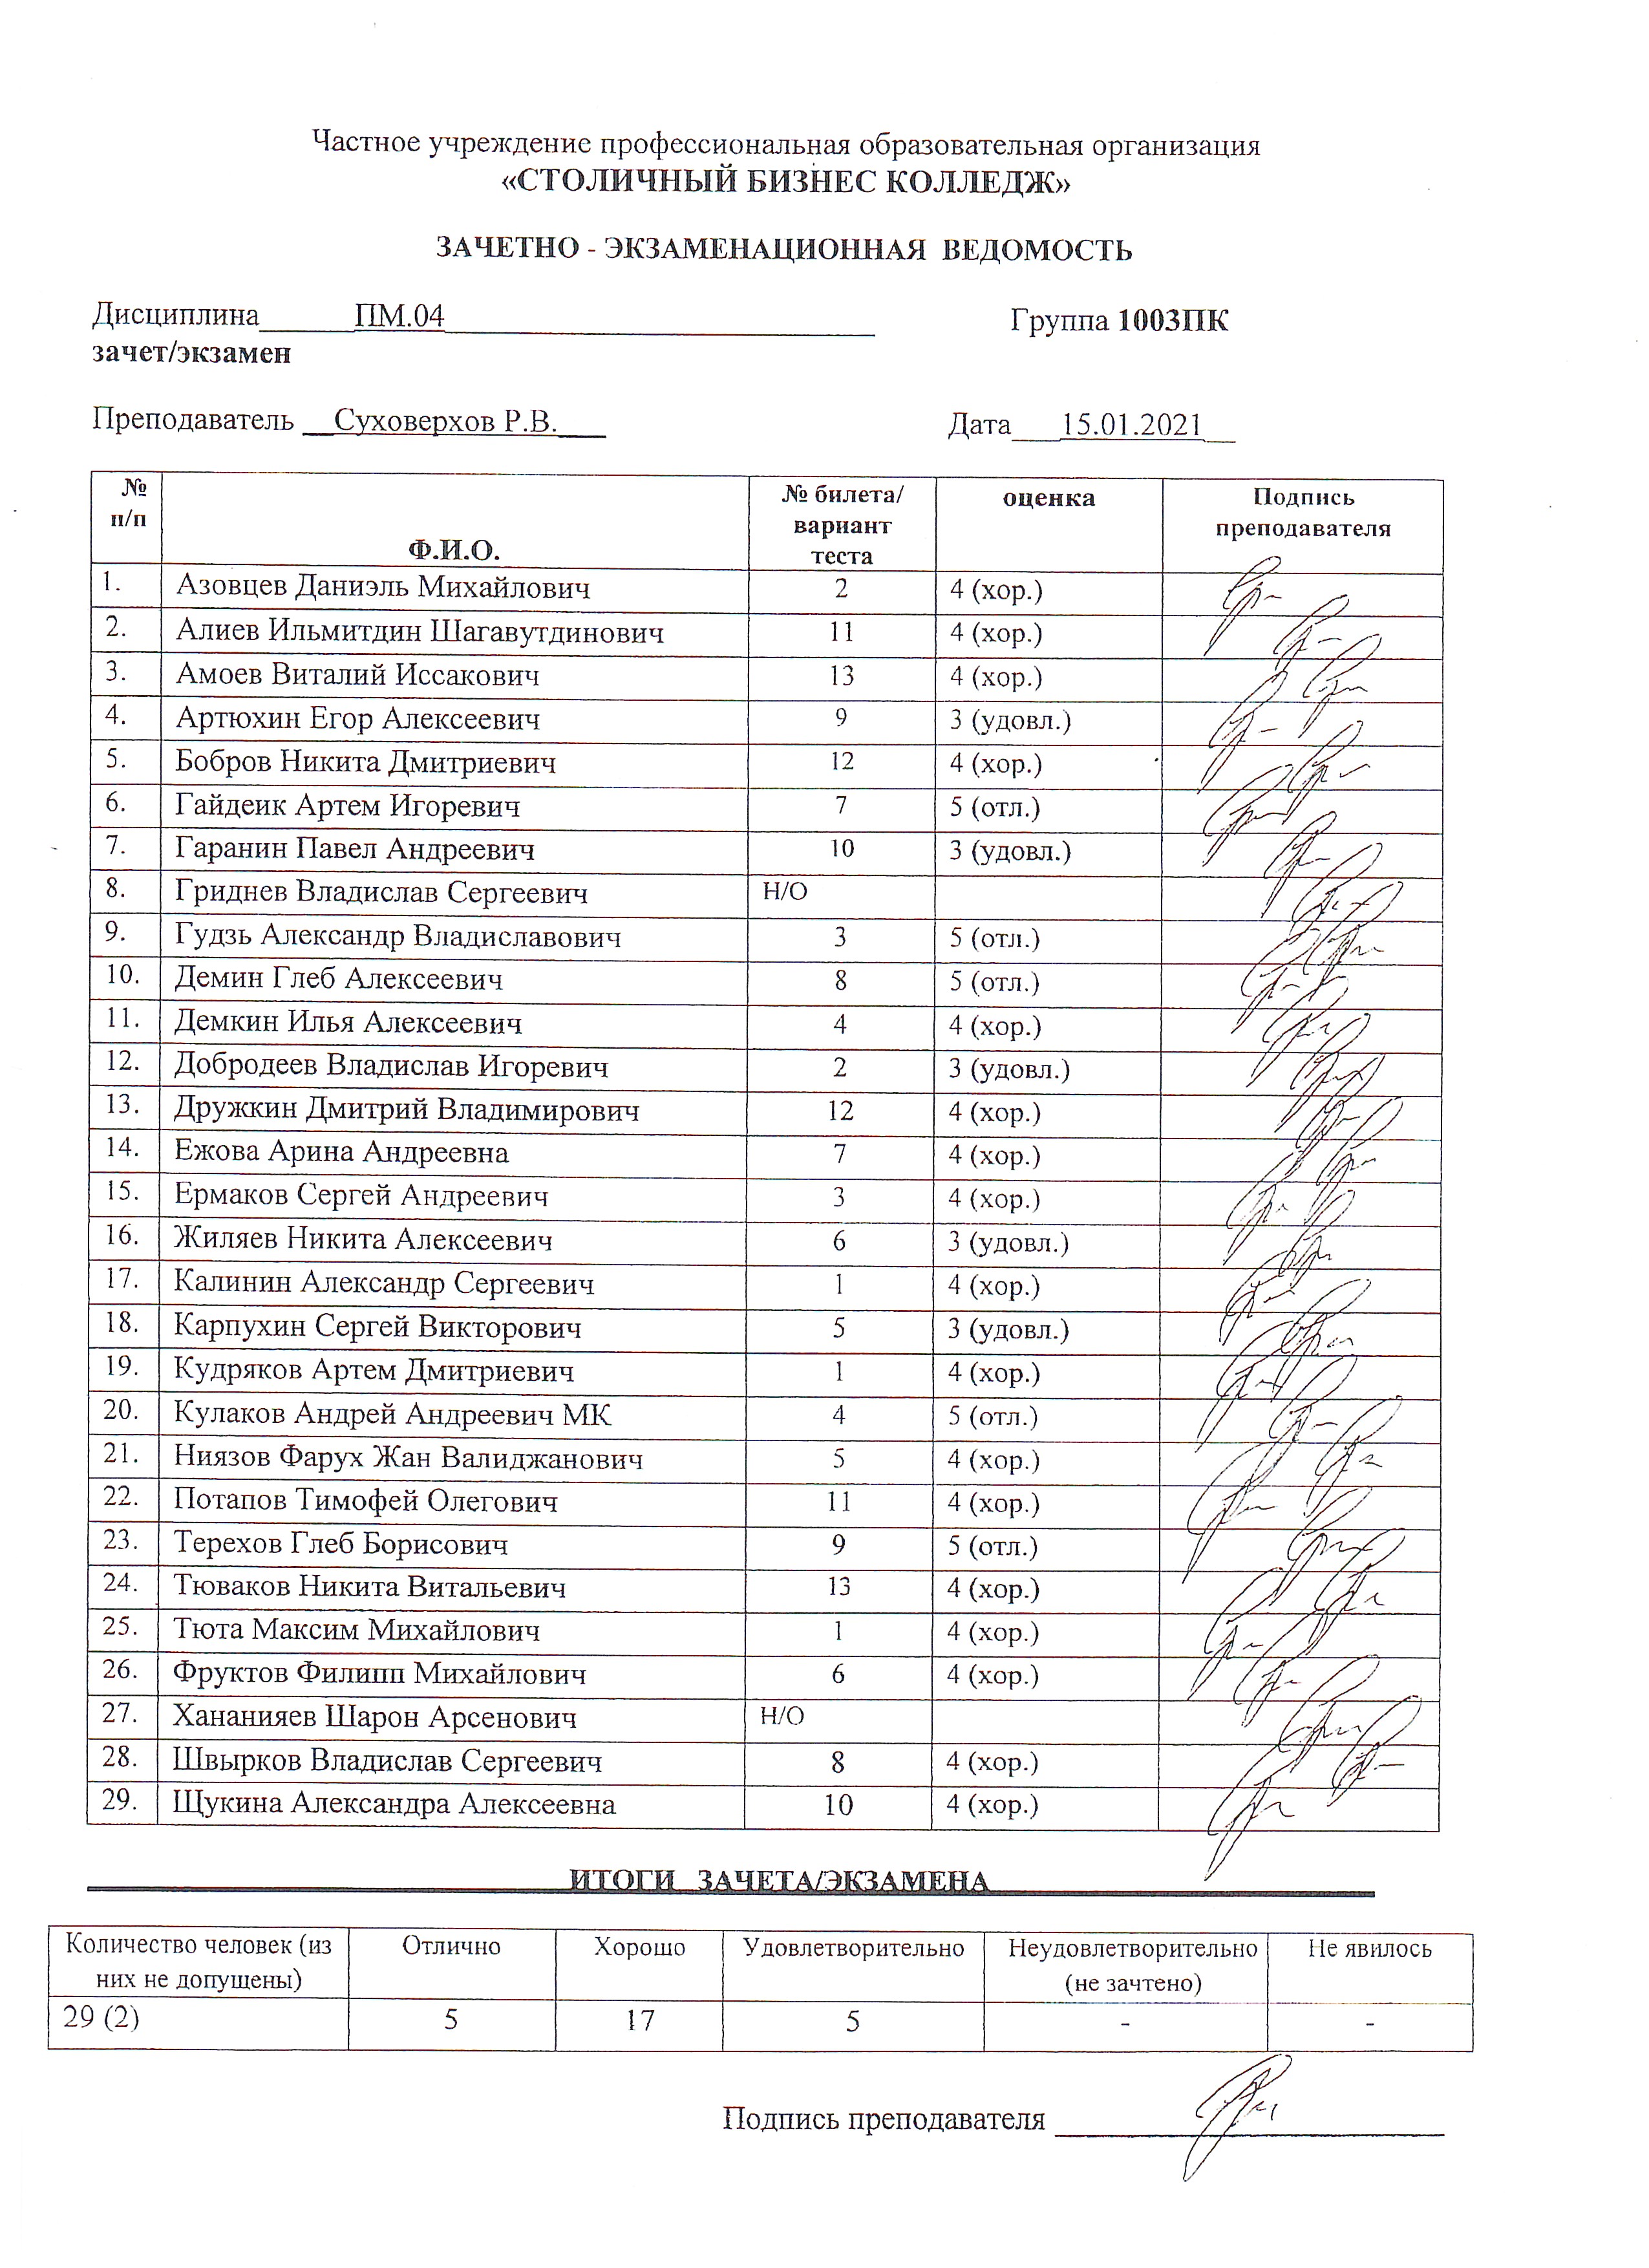 Частное учреждение профессиональная образовательная организация
«СТОЛИЧНЫЙ БИЗНЕС КОЛЛЕДЖ»
ЗАЧЕТНО - ЭКЗАМЕНАЦИОННАЯ ВЕДОМОСТЬ
Дисциплина ПМ.04 Группа 1003ПК
зачет/экзамен
Преподаватель Суховерхов Р.В. Дата 15.01.2021
№ п/п Ф.И.О. № билета/ вариант теста оценка Подпись преподавателя
1. Азовцев Даниэль Михайлович 2 4 (хор.)
2. Алиев Ильмитдин Шагавутдинович 11 4 (хор.)
3. Амоев Виталий Иссакович 13 4 (хор.)
4. Артюхин Егор Алексеевич 9 3 (удовл.)
5. Бобров Никита Дмитриевич 12 4 (хор.)
6. Гайдеик Артем Игоревич 7 5 (отл.)
7. Гаранин Павел Андреевич 10 3 (удовл.)
8. Гриднев Владислав Сергеевич Н/О
9. Гудзь Александр Владиславович 3 5 (отл.)
10. Демин Глеб Алексеевич 8 5 (отл.)
11. Демкин Илья Алексеевич 4 4 (хор.)
12. Добродеев Владислав Игоревич 2 3 (удовл.)
13. Дружкин Дмитрий Владимирович 12 4 (хор.)
14. Ежова Арина Андреевна 7 4 (хор.)
15. Ермаков Сергей Андреевич 3 4 (хор.)
16. Жиляев Никита Алексеевич 6 3 (удовл.)
17. Калинин Александр Сергеевич 1 4 (хор.)
18. Карпухин Сергей Викторович 5 3 (удовл.)
19. Кудряков Артем Дмитриевич 1 4 (хор.)
20. Кулаков Андрей Андреевич МК 4 5 (отл.)
21. Ниязов Фарух Жан Валиджанович 5 4 (хор.)
22. Потапов Тимофей Олегович 11 4 (хор.)
23. Терехов Глеб Борисович 9 5 (отл.)
24. Тюваков Никита Витальевич 13 4 (хор.)
25. Тюта Максим Михайлович 1 4 (хор.)
26. Фруктов Филипп Михайлович 6 4 (хор.)
27. Хананияев Шарон Арсенович Н/О
28. Швырков Владислав Сергеевич 8 4 (хор.)
29. Щукина Александра Алексеевна 10 4 (хор.)
ИТОГИ ЗАЧЕТА/ЭКЗАМЕНА
Количество человек (из них не допущены) Отлично Хорошо Удовлетворительно Неудовлетворительно (не зачтено) Не явилось
29 (2) 5 17 5 - -
Подпись преподавателя